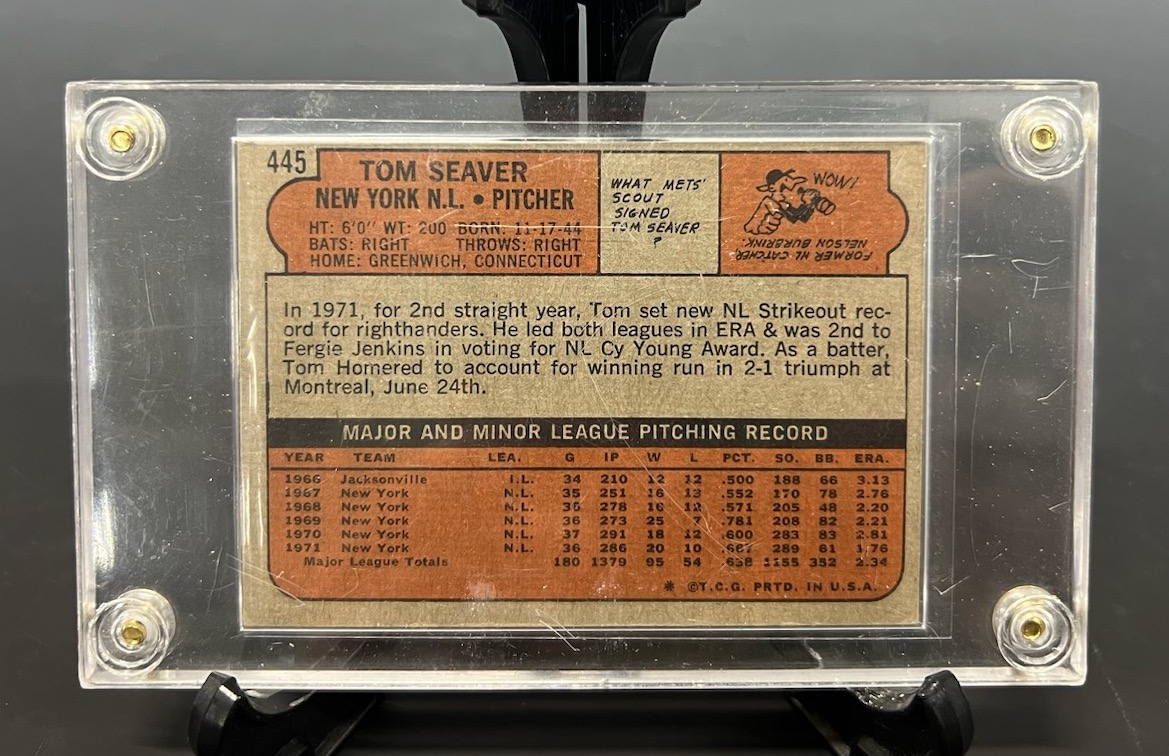 445
TOM SEAVER
NEW YORK N.L. • PITCHER
HT: 6'0" WT: 200 BORN: 11-17-44
BATS: RIGHT THROWS: RIGHT
HOME: GREENWICH, CONNECTICUT
WHAT METS'
SCOUT
SIGNED
TOM SEAVER
?
WOW!
FORMER NL CATCHER,
NELSON BURBRINK.
In 1971, for 2nd straight year, Tom set new NL Strikeout rec-
ord for righthanders. He led both leagues in ERA & was 2nd to
Fergie Jenkins in voting for NL Cy Young Award. As a batter,
Tom Homered to account for winning run in 2-1 triumph at
Montreal, June 24th.
MAJOR AND MINOR LEAGUE PITCHING RECORD
YEAR TEAM LEA. G IP W L PCT. SO. BB. ERA.
1966 Jacksonville I.L. 34 210 12 12 .500 188 66 3.13
1967 New York N.L. 35 251 16 13 .552 170 78 2.76
1968 New York N.L. 36 278 16 12 .571 205 48 2.20
1969 New York N.L. 36 273 25 7 .781 208 82 2.21
1970 New York N.L. 37 291 18 12 .600 283 83 2.81
1971 New York N.L. 36 286 20 10 .667 289 61 1.76
Major League Totals 180 1379 95 54 .638 1155 352 2.34
* ©T.C.G. PRTD. IN U.S.A.